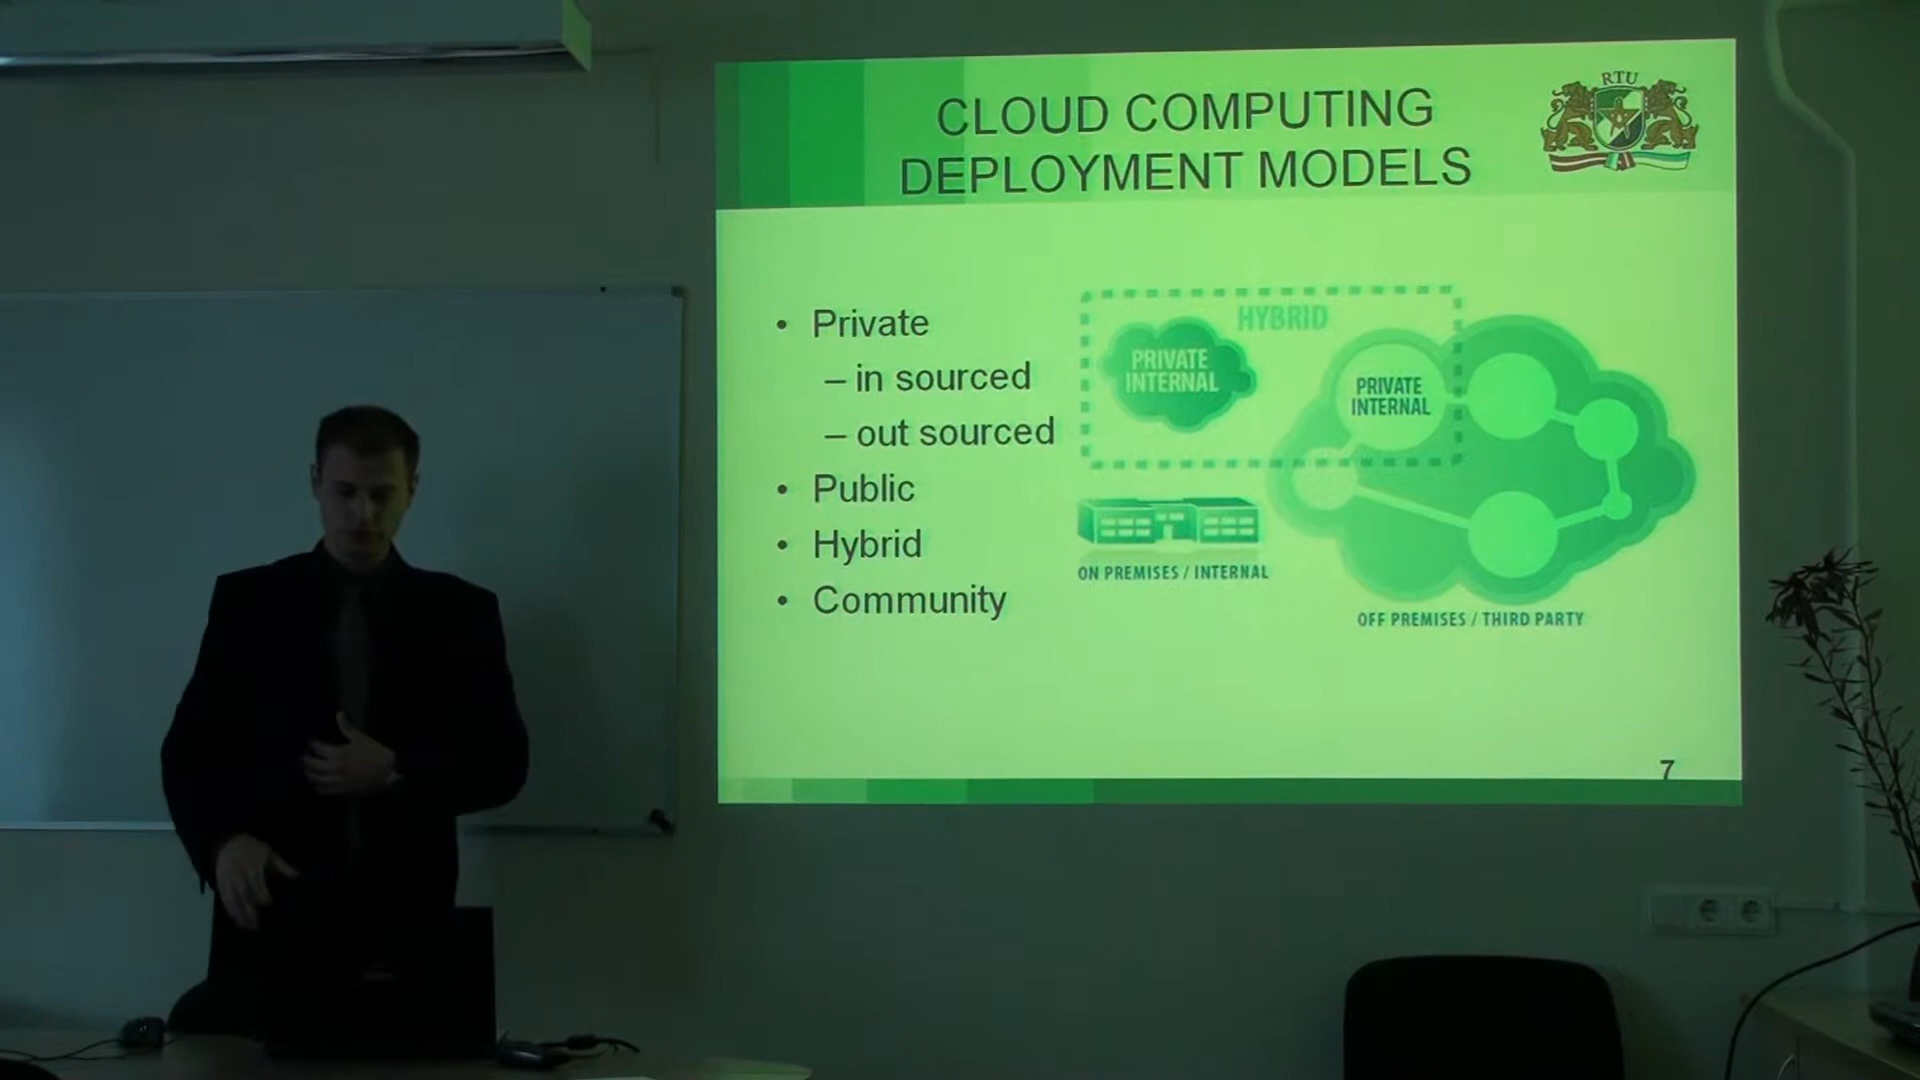 CLOUD COMPUTING
DEPLOYMENT MODELS
RTU
• Private
– in sourced
– out sourced
• Public
• Hybrid
• Community
HYBRID
PRIVATE
INTERNAL
PRIVATE
INTERNAL
ON PREMISES / INTERNAL
OFF PREMISES / THIRD PARTY
7